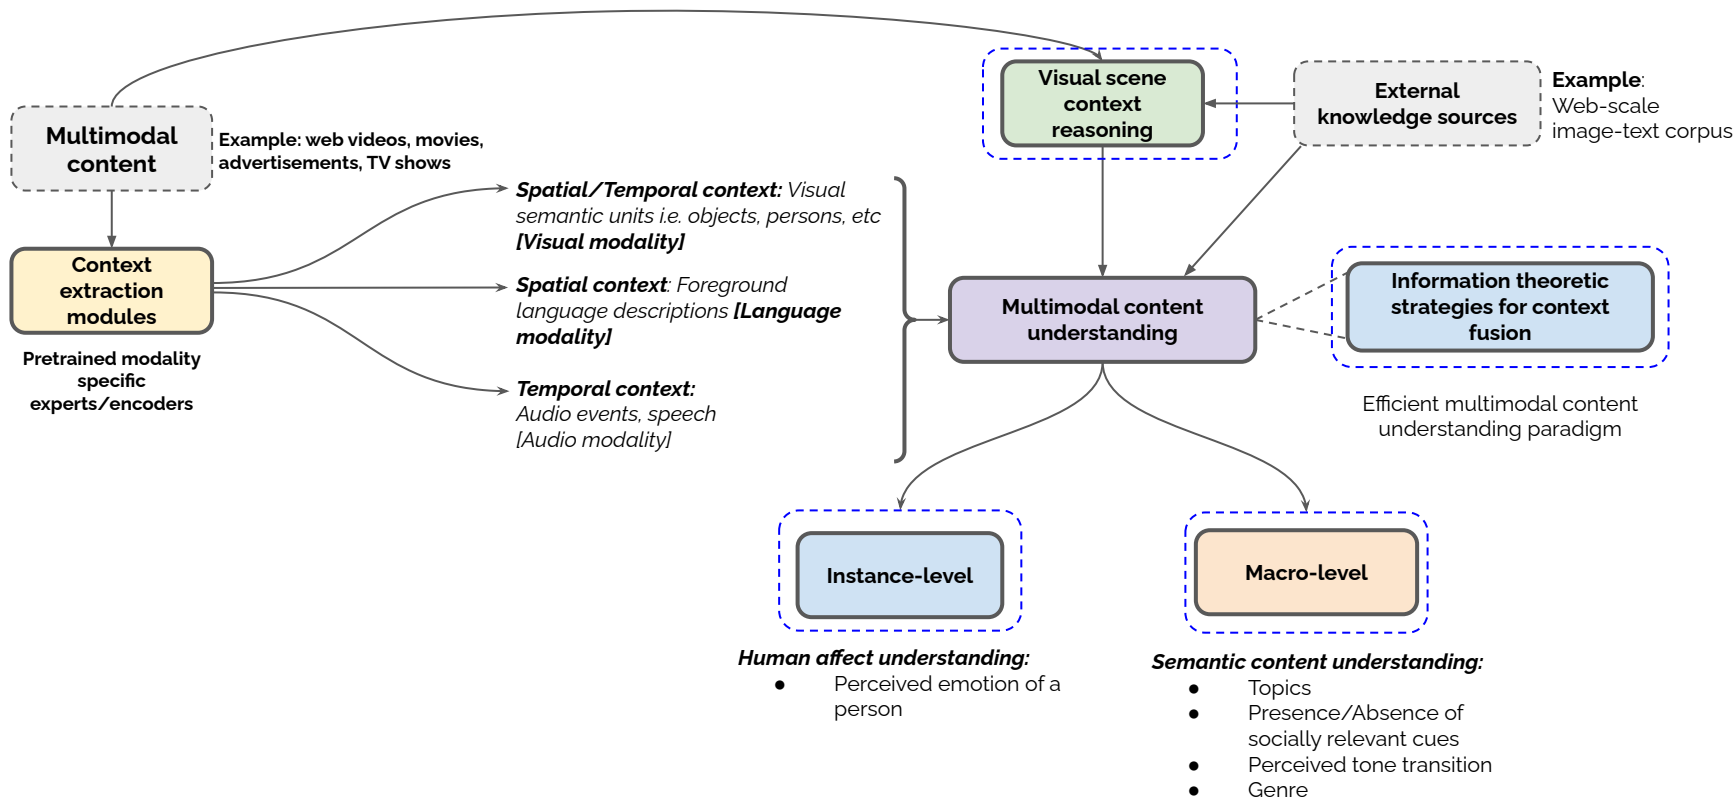 Multimodal
content
Example: web videos, movies,
advertisements, TV shows
Visual scene
context
reasoning
External
knowledge sources
Example:
Web-scale
image-text corpus
Context
extraction
modules
Pretrained modality
specific
experts/encoders
Spatial/Temporal context: Visual
semantic units i.e. objects, persons, etc
[Visual modality]
Spatial context: Foreground
language descriptions [Language
modality]
Temporal context:
Audio events, speech
[Audio modality]
Multimodal content
understanding
Information theoretic
strategies for context
fusion
Efficient multimodal content
understanding paradigm
Instance-level
Human affect understanding:
● Perceived emotion of a
person
Macro-level
Semantic content understanding:
● Topics
● Presence/Absence of
socially relevant cues
● Perceived tone transition
● Genre